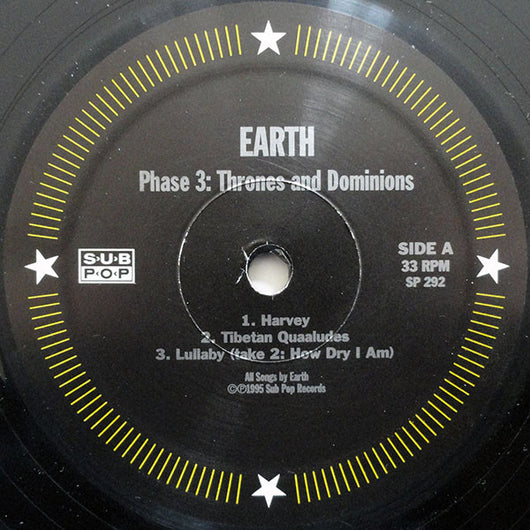 EARTH
Phase 3: Thrones and Dominions
SUB
POP
SIDE A
33 RPM
SP 292
1. Harvey
2. Tibetan Quaaludes
3. Lullaby (take 2: How Dry I Am)
All Songs by Earth
©℗1995 Sub Pop Records